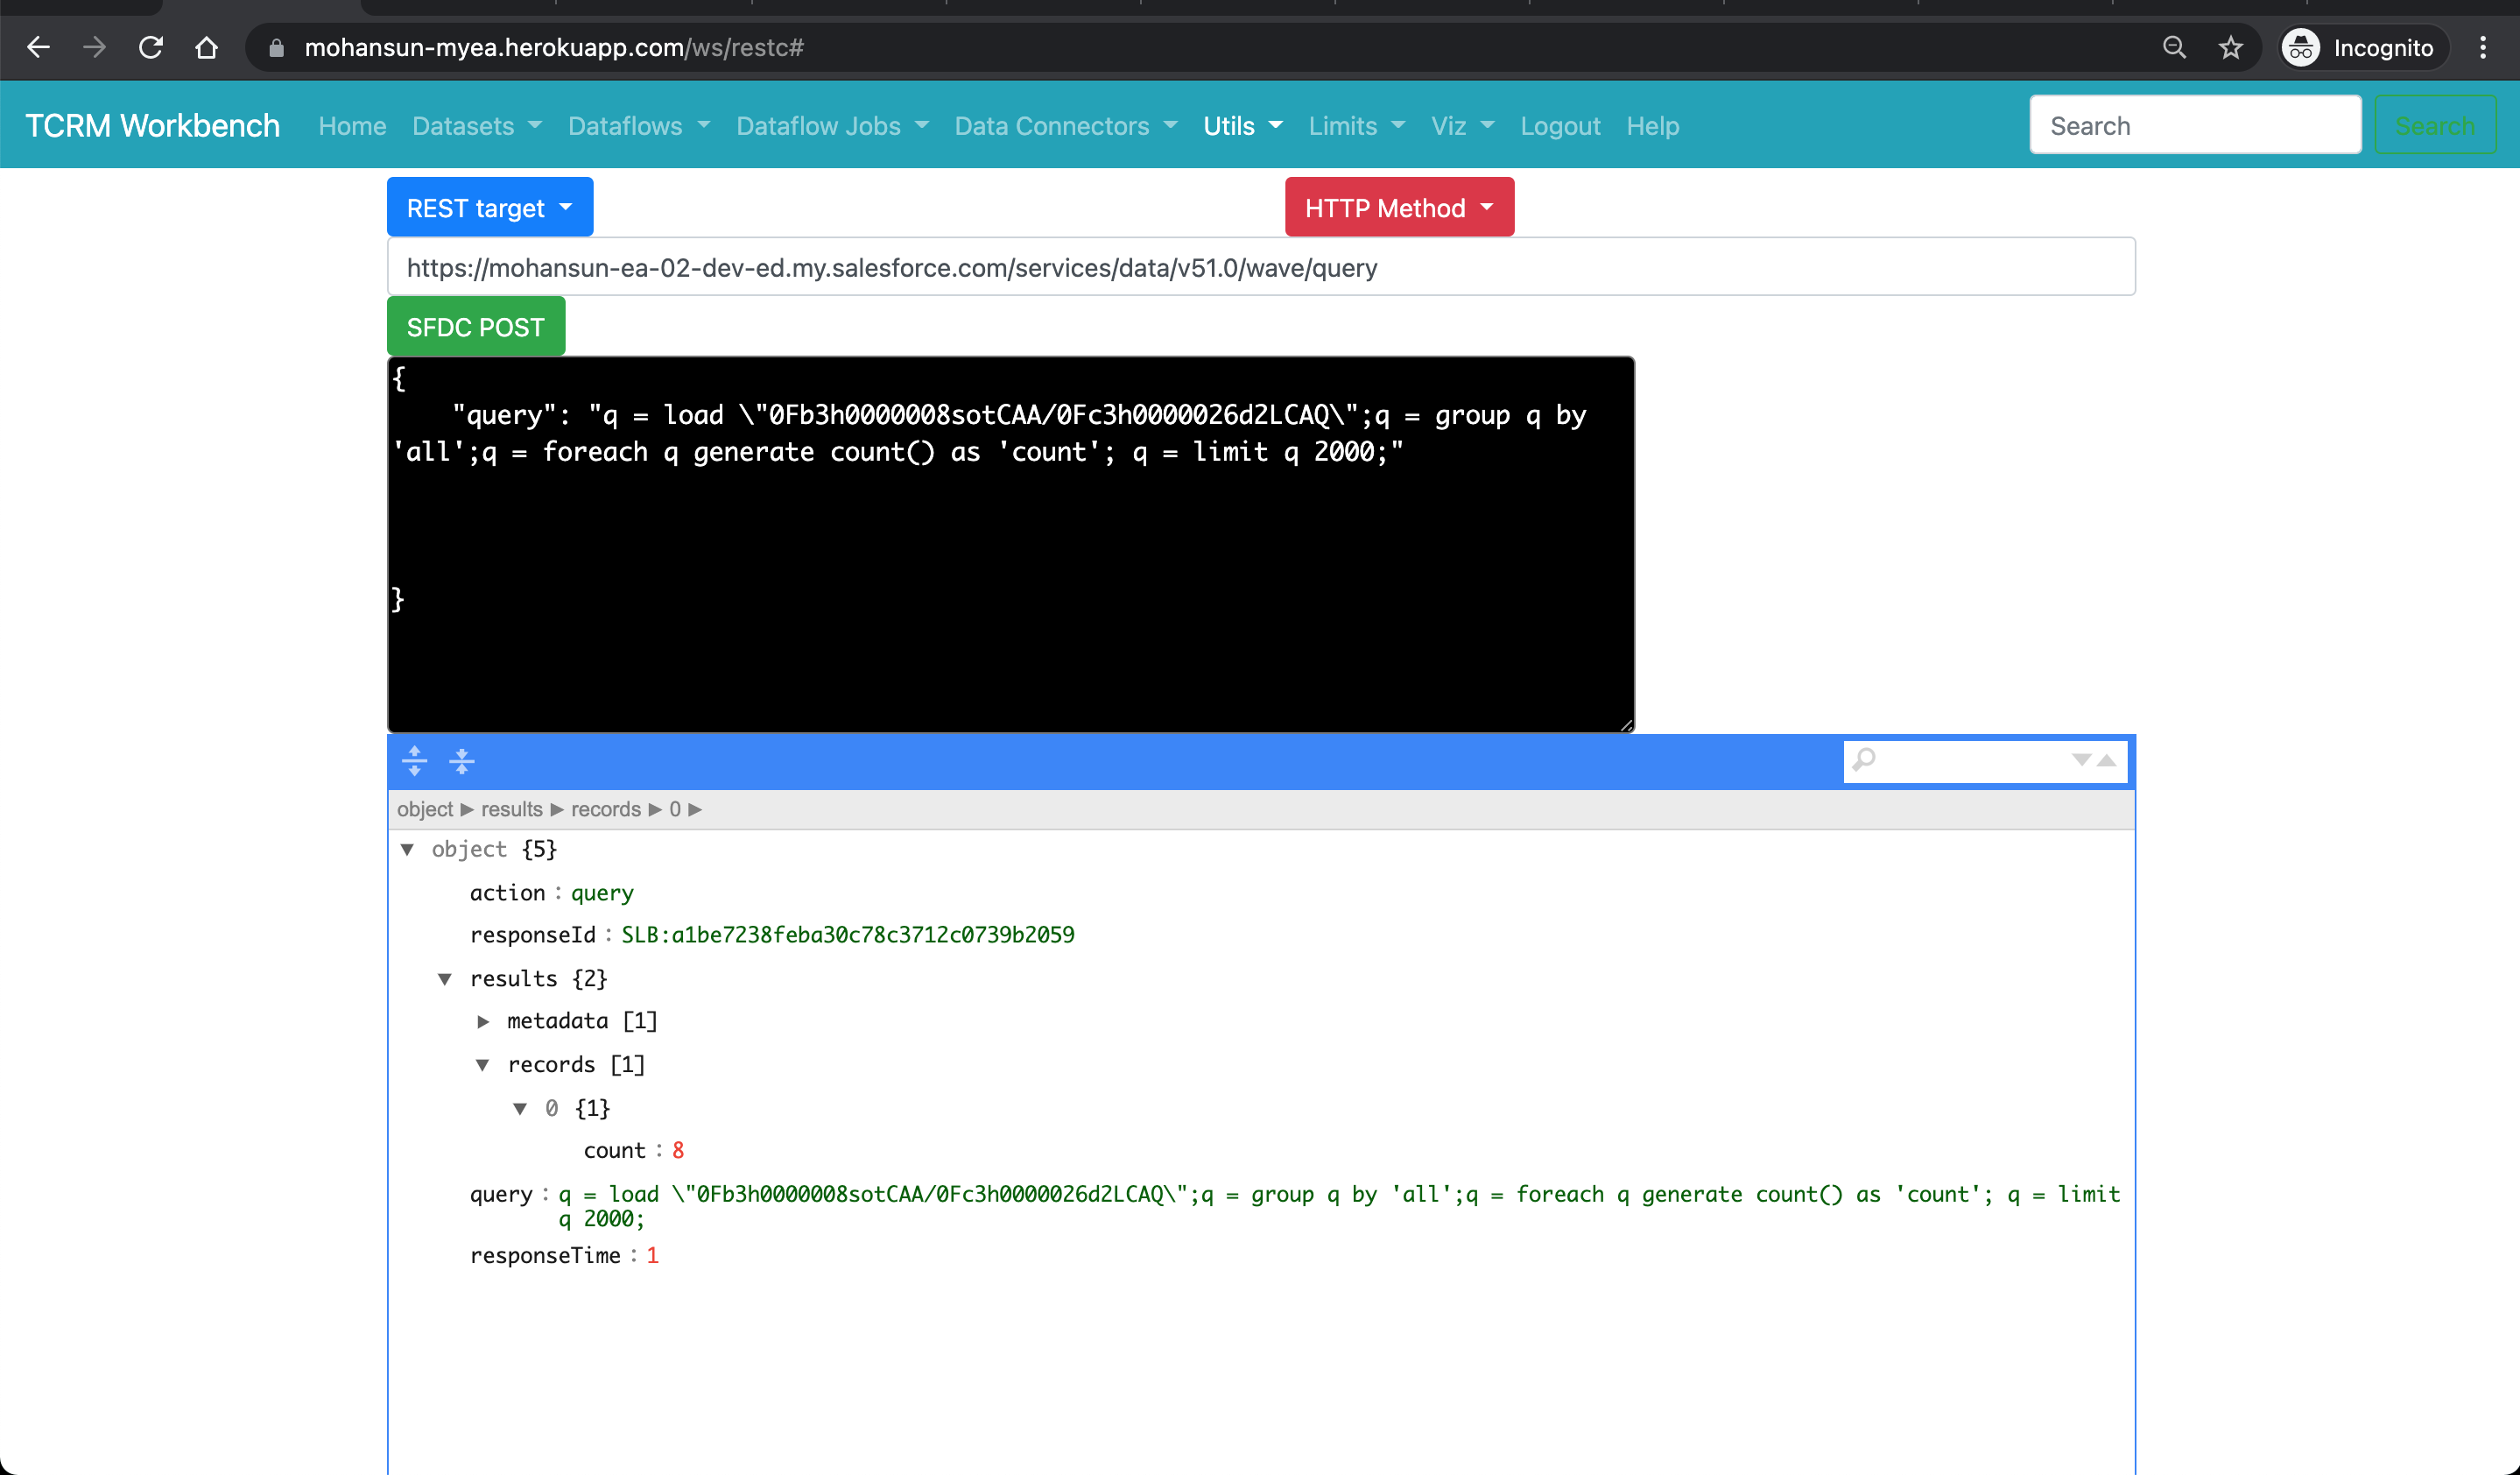 mohansun-myea.herokuapp.com/ws/restc#
Incognito
TCRM Workbench Home Datasets Dataflows Dataflow Jobs Data Connectors Utils Limits Viz Logout Help Search Search
REST target HTTP Method
https://mohansun-ea-02-dev-ed.my.salesforce.com/services/data/v51.0/wave/query
SFDC POST
{
"query": "q = load \"0Fb3h0000008sotCAA/0Fc3h0000026d2LCAQ\";q = group q by
'all';q = foreach q generate count() as 'count'; q = limit q 2000;"
}
object ▶ results ▶ records ▶ 0 ▶
▼ object {5}
action : query
responseId : SLB:a1be7238feba30c78c3712c0739b2059
▼ results {2}
▶ metadata [1]
▼ records [1]
▼ 0 {1}
count : 8
query : q = load \"0Fb3h0000008sotCAA/0Fc3h0000026d2LCAQ\";q = group q by 'all';q = foreach q generate count() as 'count'; q = limit
q 2000;
responseTime : 1